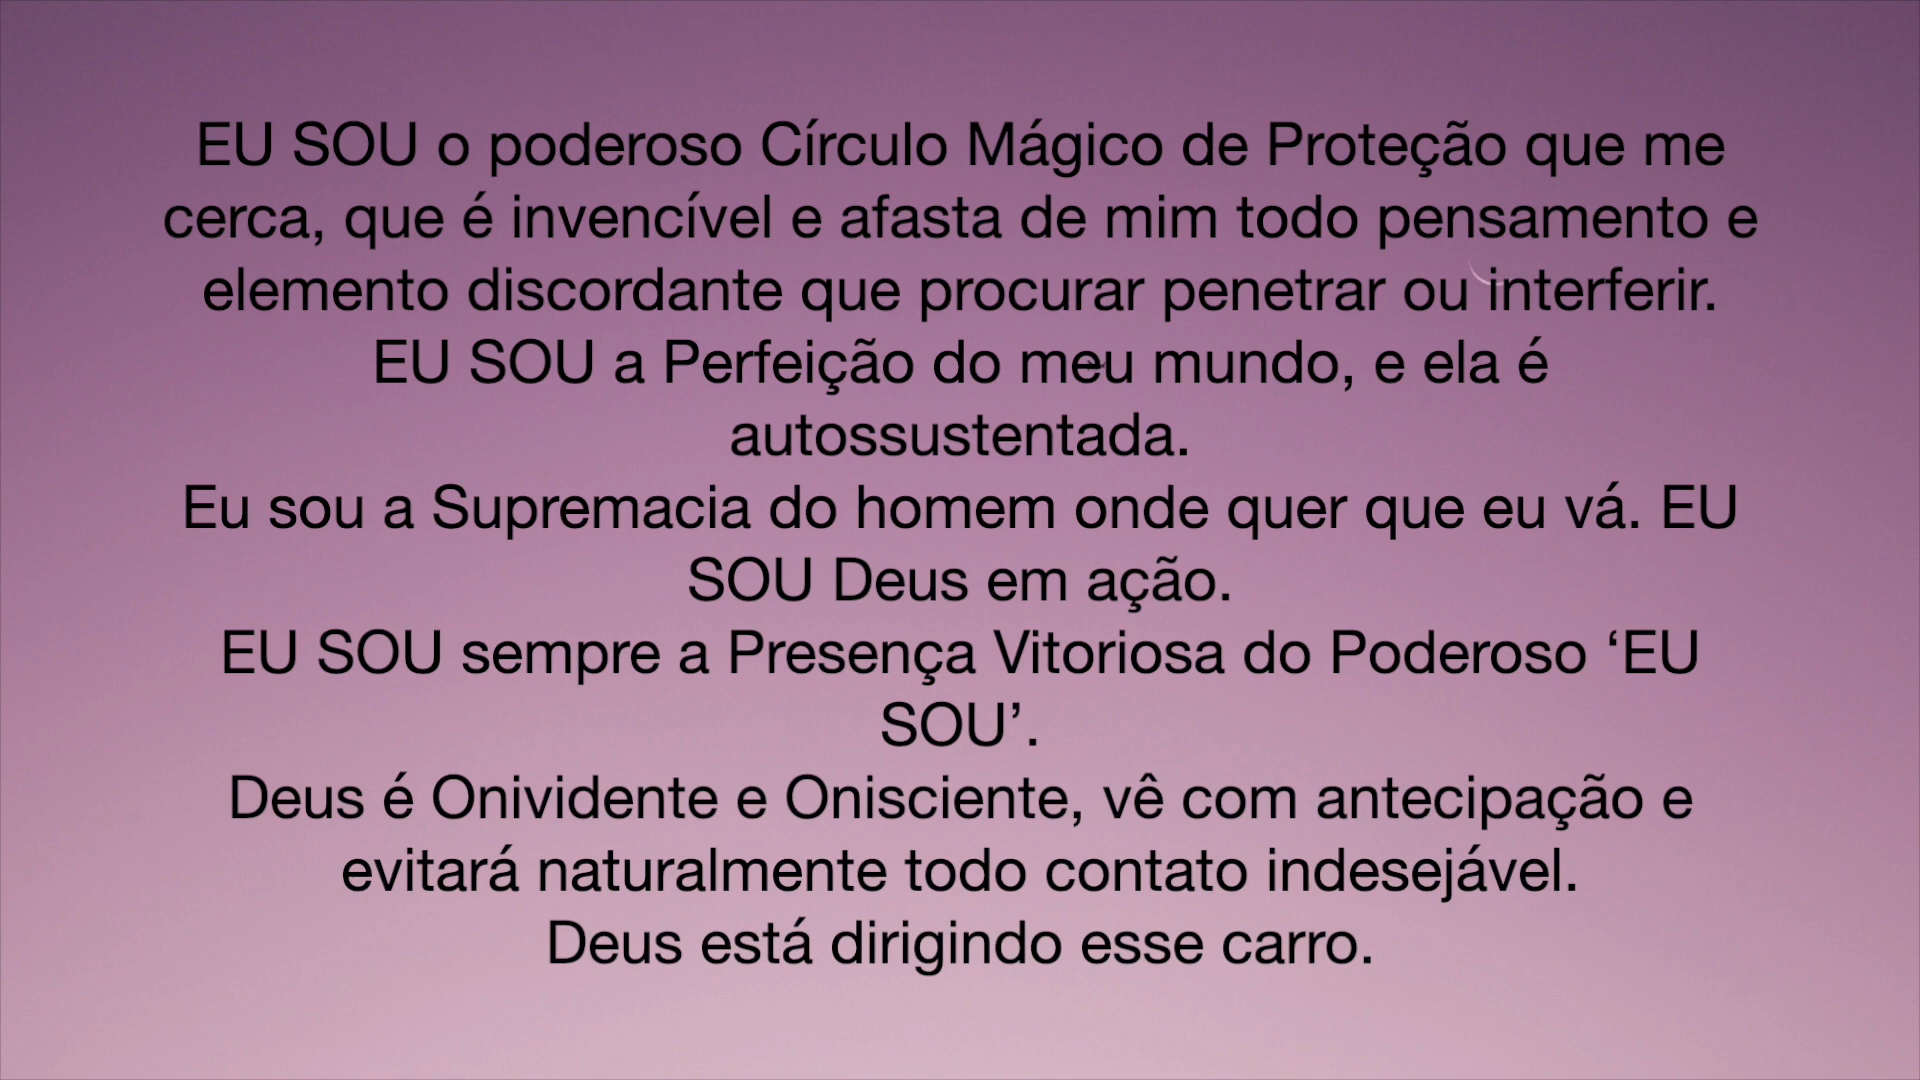 EU SOU o poderoso Círculo Mágico de Proteção que me
cerca, que é invencível e afasta de mim todo pensamento e
elemento discordante que procurar penetrar ou interferir.
EU SOU a Perfeição do meu mundo, e ela é
autossustentada.
Eu sou a Supremacia do homem onde quer que eu vá. EU
SOU Deus em ação.
EU SOU sempre a Presença Vitoriosa do Poderoso ‘EU
SOU’.
Deus é Onividente e Onisciente, vê com antecipação e
evitará naturalmente todo contato indesejável.
Deus está dirigindo esse carro.